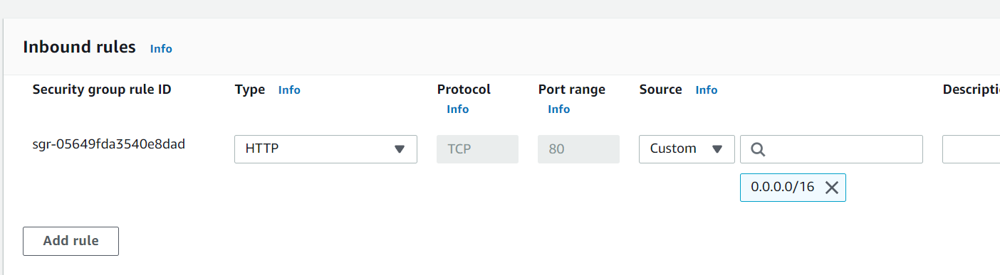 Inbound rules Info
Security group rule ID Type Info Protocol Info Port range Info Source Info Descripti
sgr-05649fda3540e8dad HTTP TCP 80 Custom
0.0.0.0/16
Add rule